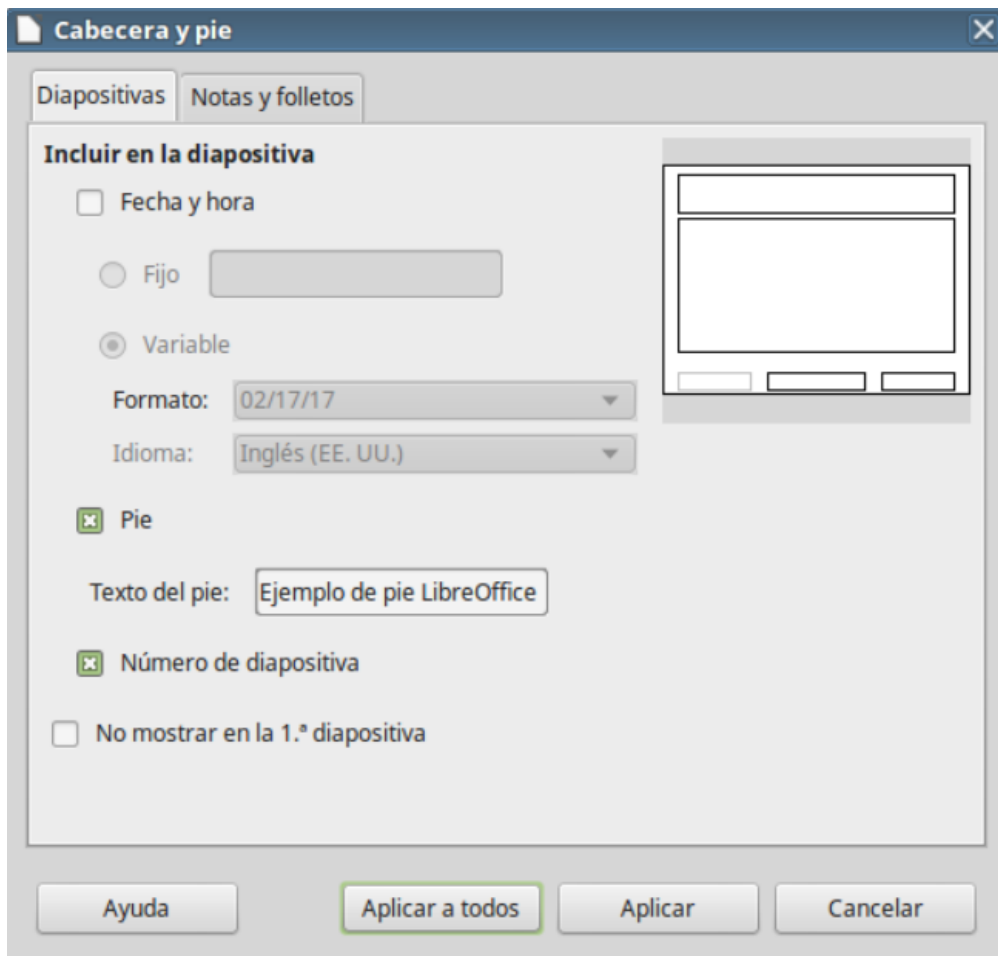 Cabecera y pie
Diapositivas Notas y folletos
Incluir en la diapositiva
Fecha y hora
Fijo
Variable
Formato: 02/17/17
Idioma: Inglés (EE. UU.)
Pie
Texto del pie: Ejemplo de pie LibreOffice
Número de diapositiva
No mostrar en la 1.ª diapositiva
Ayuda Aplicar a todos Aplicar Cancelar